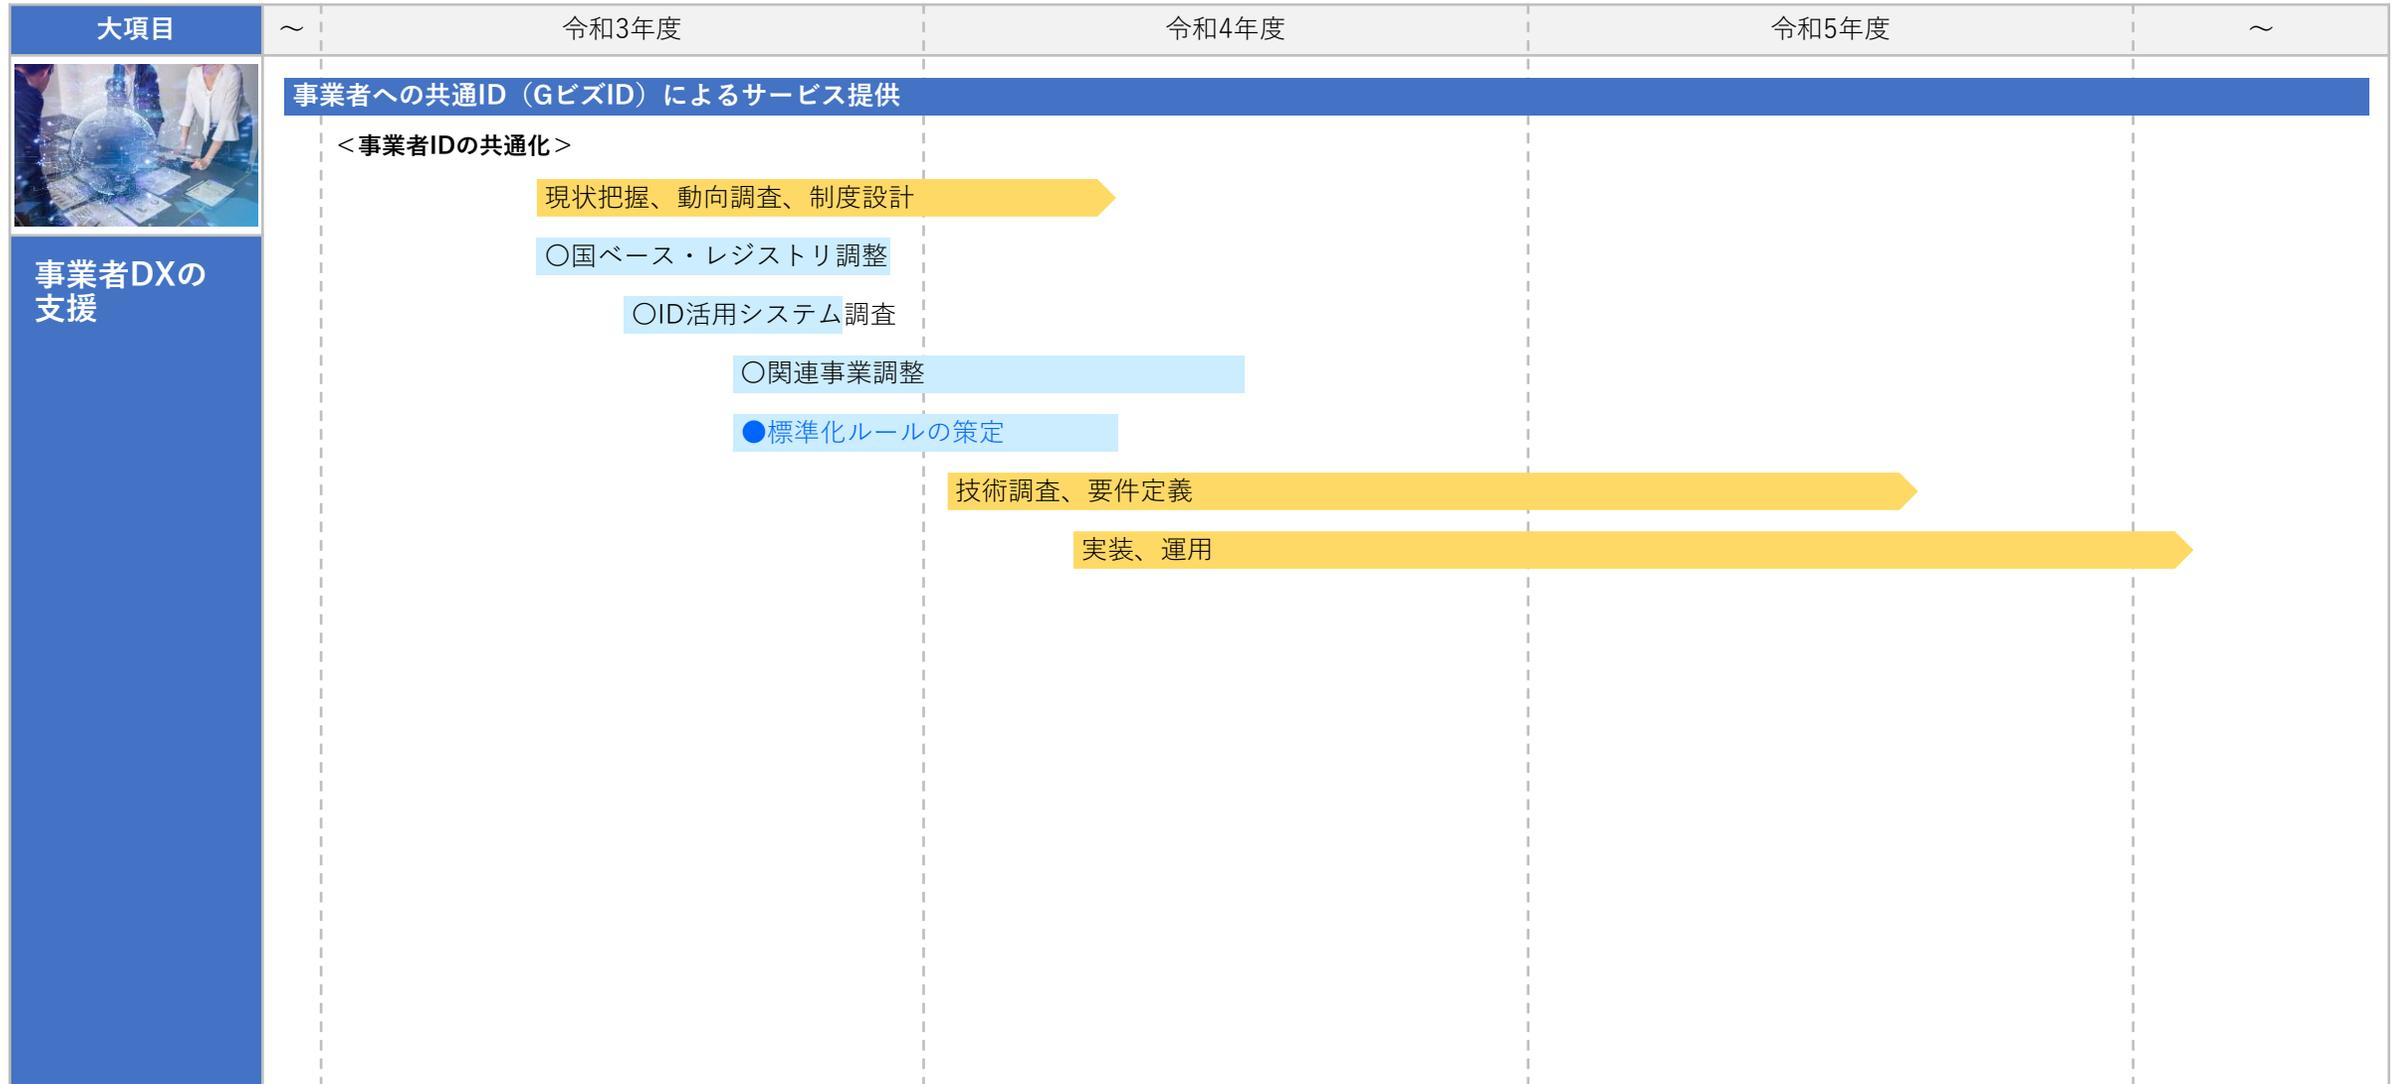 大項目
～
令和3年度
令和4年度
令和5年度
～
事業者への共通ID（GビズID）によるサービス提供
＜事業者IDの共通化＞
現状把握、動向調査、制度設計
〇国ベース・レジストリ調整
事業者DXの
支援
〇ID活用システム調査
〇関連事業調整
●標準化ルールの策定
技術調査、要件定義
実装、運用